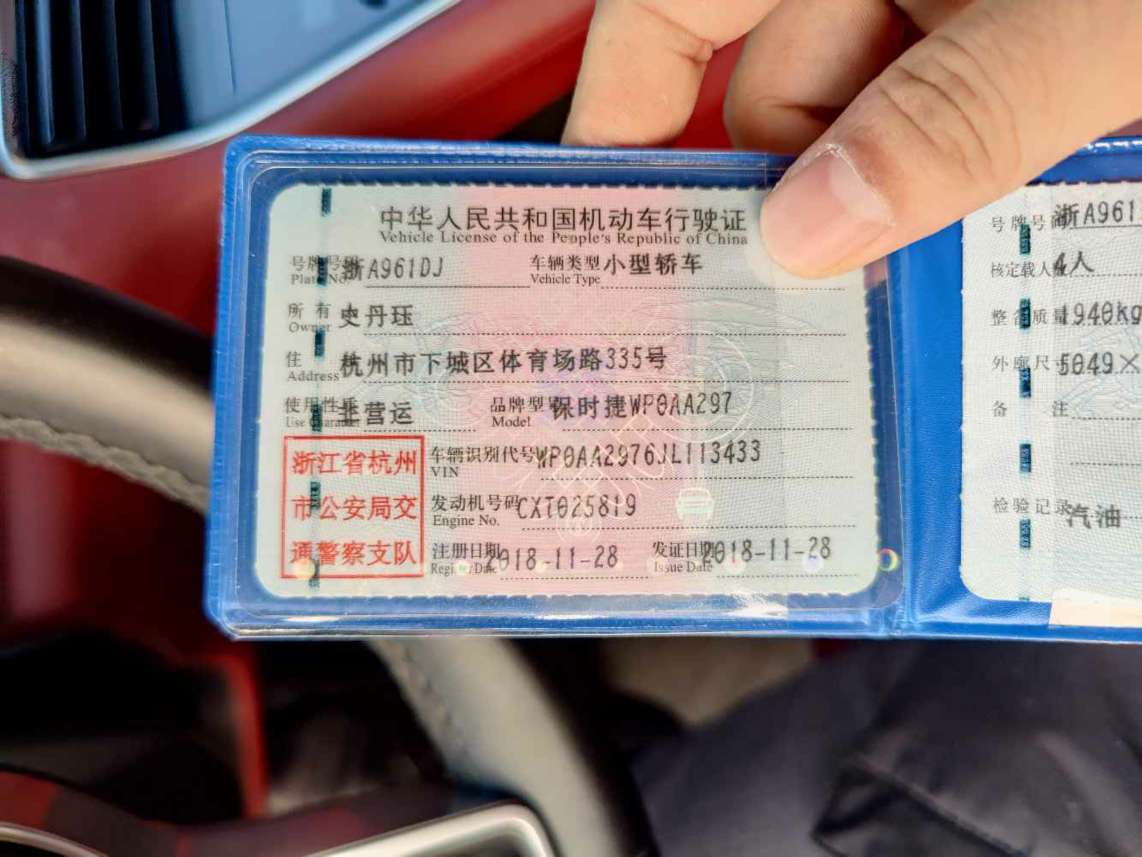 中华人民共和国机动车行驶证
Vehicle License of the People's Republic of China
号牌号码 浙A961DJ 车辆类型 小型轿车
Plate No. Vehicle Type
所有 史丹珏
Owner
住 杭州市下城区体育场路335号
Address
使用性质 非营运 品牌型号 保时捷WP0AA297
Use Character Model
浙江省杭州
市公安局交
通警察支队
车辆识别代号 WP0AA2976JL113433
VIN
发动机号码 CXT025819
Engine No.
注册日期 2018-11-28 发证日期 2018-11-28
Register Date Issue Date
号牌号码 浙A961
核定载人数 4人
整备质量 1940kg
外廓尺 5049×
备 注
检验记录 汽油